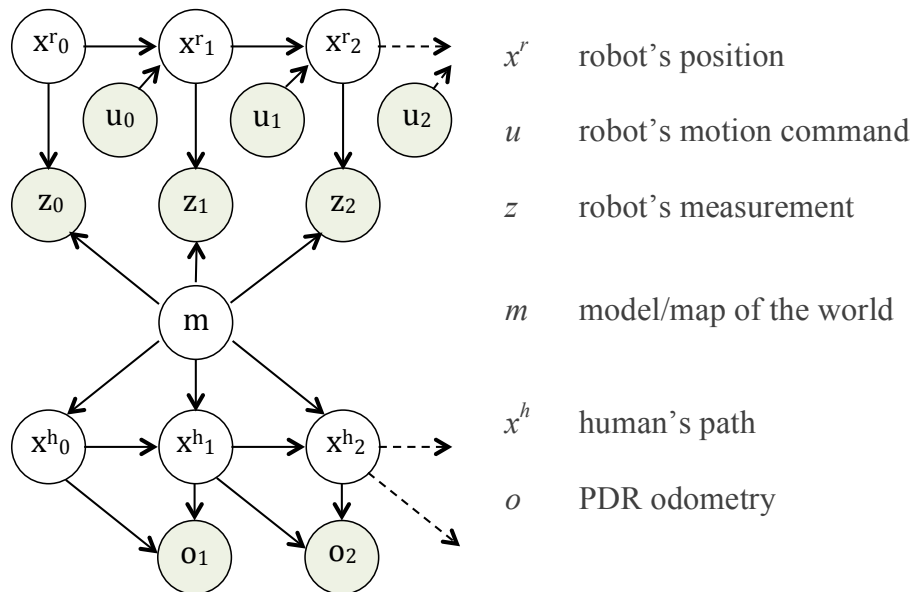 xʳ₀ xʳ₁ xʳ₂
xʳ robot's position
u₀ u₁ u₂
u robot's motion command
z₀ z₁ z₂
z robot's measurement
m
m model/map of the world
xʰ₀ xʰ₁ xʰ₂
xʰ human's path
o PDR odometry
o₁ o₂